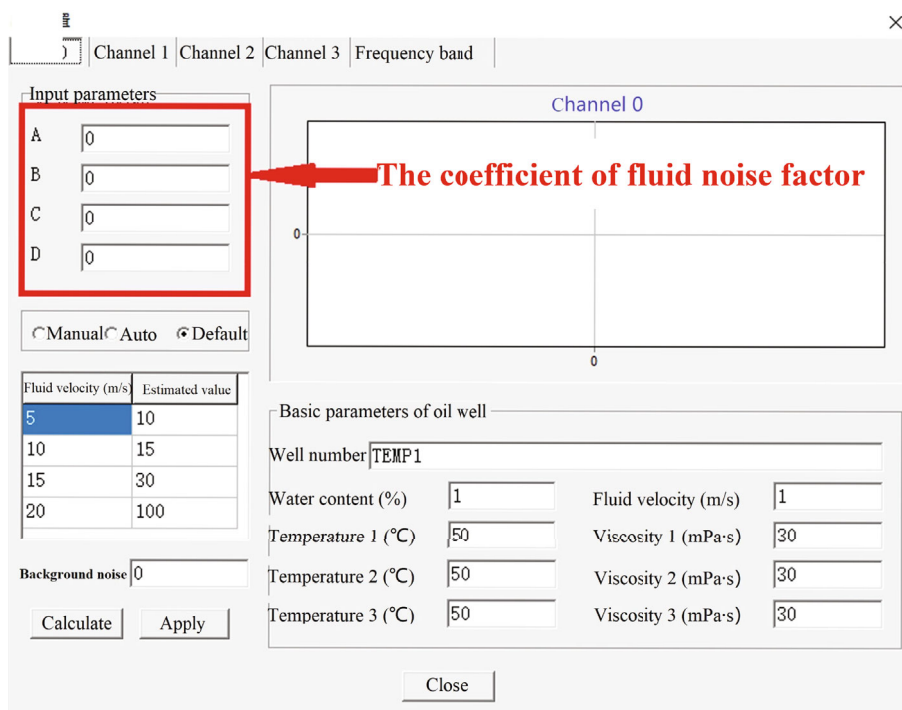 Channel 1 Channel 2 Channel 3 Frequency band
Input parameters
A 0
B 0
C 0
D 0
Channel 0
The coefficient of fluid noise factor
0
0
Manual Auto Default
Fluid velocity (m/s) Estimated value
5 10
10 15
15 30
20 100
Background noise 0
Calculate Apply
Basic parameters of oil well
Well number TEMP1
Water content (%) 1 Fluid velocity (m/s) 1
Temperature 1 (℃) 50 Viscosity 1 (mPa·s) 30
Temperature 2 (℃) 50 Viscosity 2 (mPa·s) 30
Temperature 3 (℃) 50 Viscosity 3 (mPa·s) 30
Close